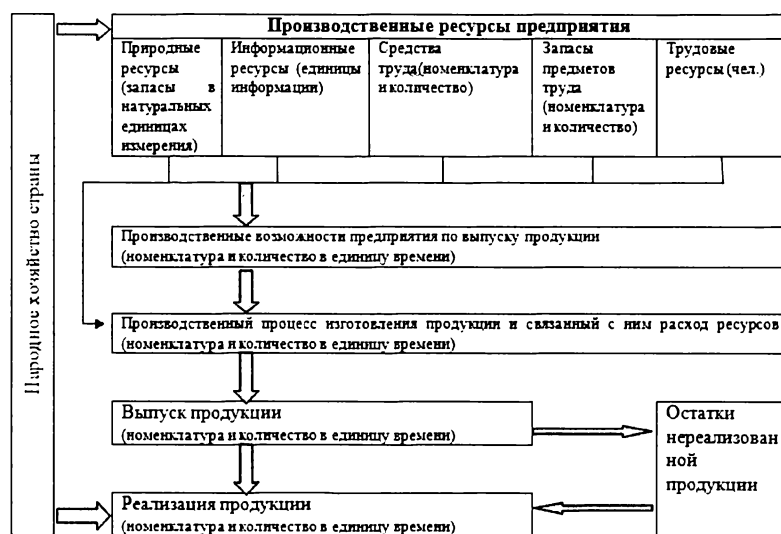 Народное хозяйство страны
Производственные ресурсы предприятия
Природные
ресурсы
(запасы в
натуральных
единицах
измерения)
Информационные
ресурсы (единицы
информации)
Средства
труда(номенклатура
и количество)
Запасы
предметов
труда
(номенклатура
и количество)
Трудовые
ресурсы (чел.)
Производственные возможности предприятия по выпуску продукции
(номенклатура и количество в единицу времени)
Производственный процесс изготовления продукции и связанный с ним расход ресурсов
(номенклатура и количество в единицу времени)
Выпуск продукции
(номенклатура и количество в единицу времени)
Остатки
нереализован
ной
продукции
Реализация продукции
(номенклатура и количество в единицу времени)